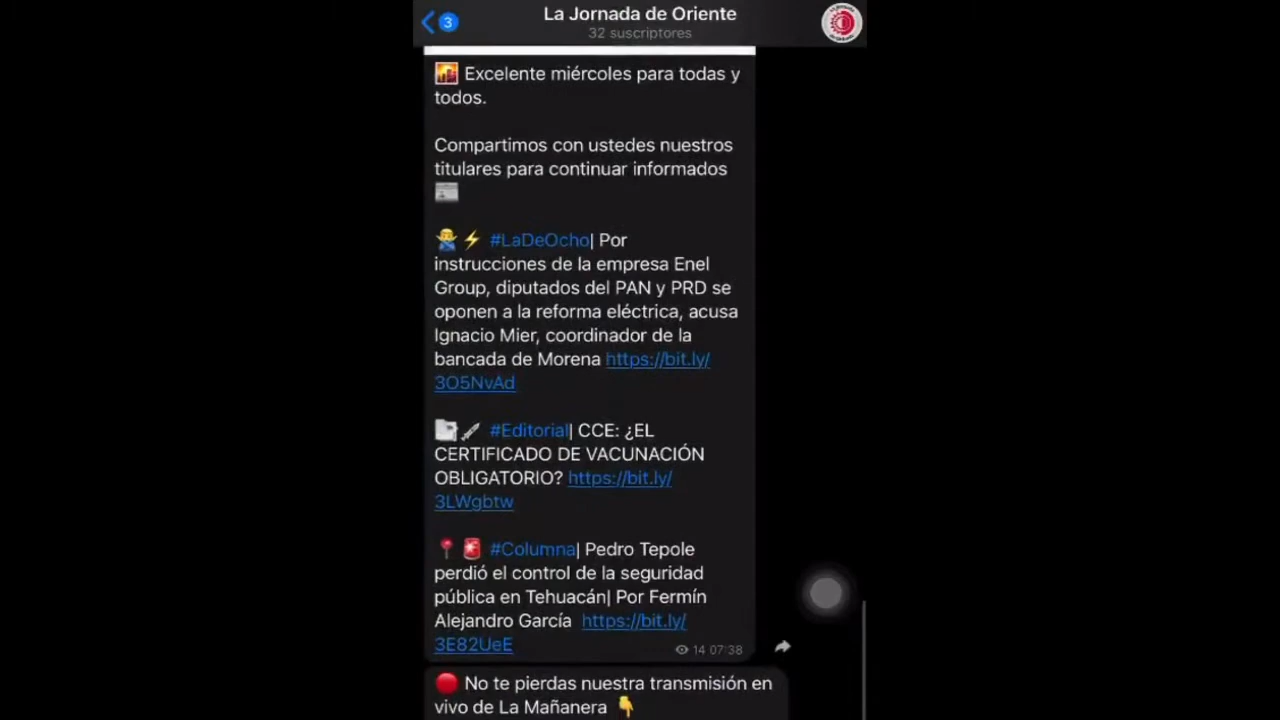 3
La Jornada de Oriente
32 suscriptores
Excelente miércoles para todas y
todos.
Compartimos con ustedes nuestros
titulares para continuar informados
#LaDeOcho| Por
instrucciones de la empresa Enel
Group, diputados del PAN y PRD se
oponen a la reforma eléctrica, acusa
Ignacio Mier, coordinador de la
bancada de Morena https://bit.ly/
3O5NvAd
#Editorial| CCE: ¿EL
CERTIFICADO DE VACUNACIÓN
OBLIGATORIO? https://bit.ly/
3LWgbtw
#Columna| Pedro Tepole
perdió el control de la seguridad
pública en Tehuacán| Por Fermín
Alejandro García https://bit.ly/
3E82UeE
14 07:38
No te pierdas nuestra transmisión en
vivo de La Mañanera